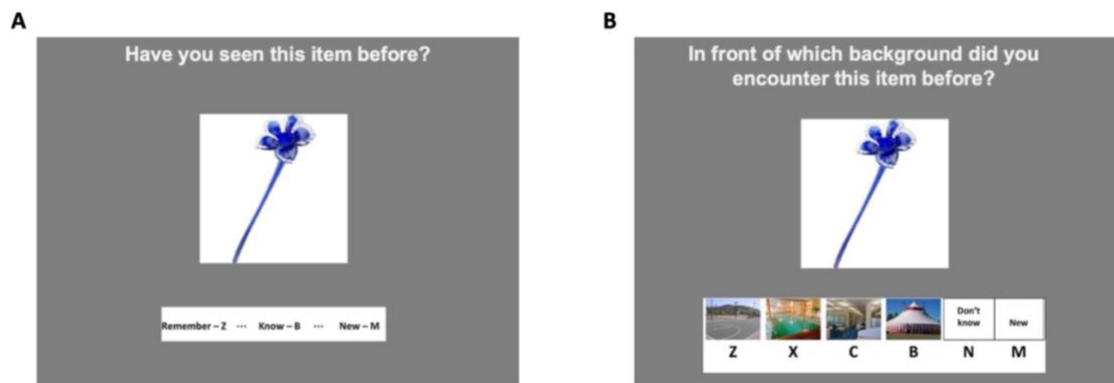 A
Have you seen this item before?
Remember – Z ... Know – B ... New – M
B
In front of which background did you
encounter this item before?
Don't
know
New
Z X C B N M